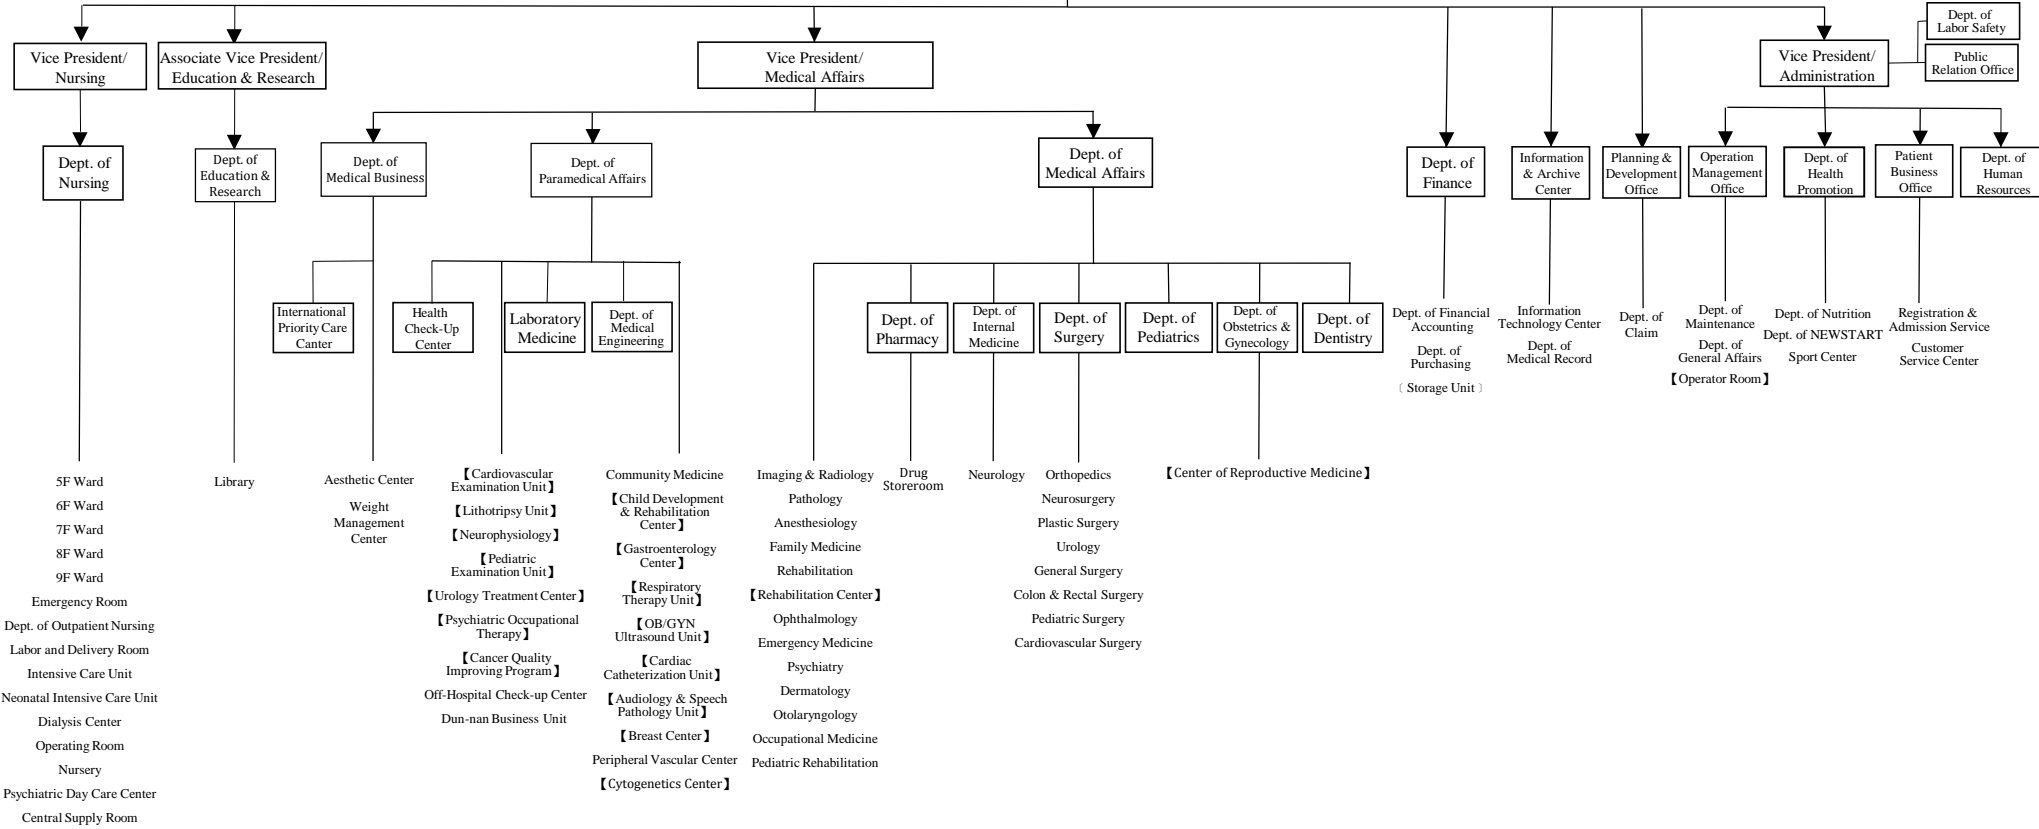 Dept. of
Labor Safety
Public
Relation Office
Vice President/
Nursing
Associate Vice President/
Education & Research
Vice President/
Medical Affairs
Vice President/
Administration
Dept. of
Nursing
Dept. of
Education &
Research
Dept. of
Medical Business
Dept. of
Paramedical Affairs
Dept. of
Medical Affairs
Dept. of
Finance
Information
& Archive
Center
Planning &
Development
Office
Operation
Management
Office
Dept. of
Health
Promotion
Patient
Business
Office
Dept. of
Human
Resources
International
Priority Care
Canter
Health
Check-Up
Center
Laboratory
Medicine
Dept. of
Medical
Engineering
Dept. of
Pharmacy
Dept. of
Internal
Medicine
Dept. of
Surgery
Dept. of
Pediatrics
Dept. of
Obstetrics &
Gynecology
Dept. of
Dentistry
Dept. of Financial
Accounting
Dept. of
Purchasing
〔Storage Unit〕
Information
Technology Center
Dept. of
Medical Record
Dept. of
Claim
Dept. of
Maintenance
Dept. of
General Affairs
【Operator Room】
Dept. of Nutrition
Dept. of NEWSTART
Sport Center
Registration &
Admission Service
Customer
Service Center
5F Ward
6F Ward
7F Ward
8F Ward
9F Ward
Emergency Room
Dept. of Outpatient Nursing
Labor and Delivery Room
Intensive Care Unit
Neonatal Intensive Care Unit
Dialysis Center
Operating Room
Nursery
Psychiatric Day Care Center
Central Supply Room
Library
Aesthetic Center
Weight
Management
Center
【Cardiovascular
Examination Unit】
【Lithotripsy Unit】
【Neurophysiology】
【Pediatric
Examination Unit】
【Urology Treatment Center】
【Psychiatric Occupational
Therapy】
【Cancer Quality
Improving Program】
Off-Hospital Check-up Center
Dun-nan Business Unit
Community Medicine
【Child Development
& Rehabilitation
Center】
【Gastroenterology
Center】
【Respiratory
Therapy Unit】
【OB/GYN
Ultrasound Unit】
【Cardiac
Catheterization Unit】
【Audiology & Speech
Pathology Unit】
【Breast Center】
Peripheral Vascular Center
【Cytogenetics Center】
Imaging & Radiology
Pathology
Anesthesiology
Family Medicine
Rehabilitation
【Rehabilitation Center】
Ophthalmology
Emergency Medicine
Psychiatry
Dermatology
Otolaryngology
Occupational Medicine
Pediatric Rehabilitation
Drug
Storeroom
Neurology
Orthopedics
Neurosurgery
Plastic Surgery
Urology
General Surgery
Colon & Rectal Surgery
Pediatric Surgery
Cardiovascular Surgery
【Center of Reproductive Medicine】